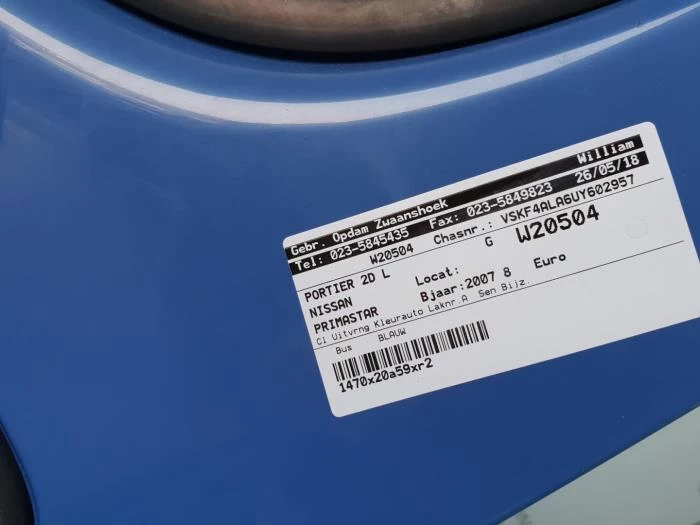 Gebr. Opdam Zwaanshoek William
Tel: 023-5845435 Fax: 023-5849823 26/05/18
W20504 Chasnr.: VSKF4ALA6UY602957
PORTIER 2D L G W20504
NISSAN Locat:
PRIMASTAR Bjaar:2007 8 Euro
Cl Uitvrng Kleurauto Laknr.A Sen Bijz.
Bus BLAUW
1470x20a59xr2